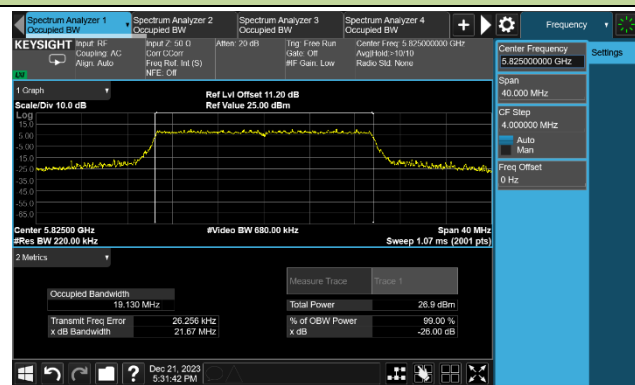 Spectrum Analyzer 1
Occupied BW
Spectrum Analyzer 2
Occupied BW
Spectrum Analyzer 3
Occupied BW
Spectrum Analyzer 4
Occupied BW
Frequency
KEYSIGHT
Input: RF
Coupling: AC
Align: Auto
Input Z: 50 Ω
Corr CCorr
Freq Ref: Int (S)
NFE: Off
Atten: 20 dB
Trig: Free Run
Gate: Off
#IF Gain: Low
Center Freq: 5.825000000 GHz
Avg|Hold:>10/10
Radio Std: None
Center Frequency
5.825000000 GHz
Settings
Span
40.000 MHz
CF Step
4.000000 MHz
Auto
Man
Freq Offset
0 Hz
1 Graph
Scale/Div 10.0 dB
Ref Lvl Offset 11.20 dB
Ref Value 25.00 dBm
Log
15.0
5.00
-5.00
-15.0
-25.0
-35.0
-45.0
-55.0
-65.0
Center 5.82500 GHz
#Res BW 220.00 kHz
#Video BW 680.00 kHz
Span 40 MHz
Sweep 1.07 ms (2001 pts)
2 Metrics
Measure Trace
Trace 1
Occupied Bandwidth
19.130 MHz
Total Power
26.9 dBm
Transmit Freq Error
26.256 kHz
% of OBW Power
99.00 %
x dB Bandwidth
21.67 MHz
x dB
-26.00 dB
?
Dec 21, 2023
5:31:42 PM